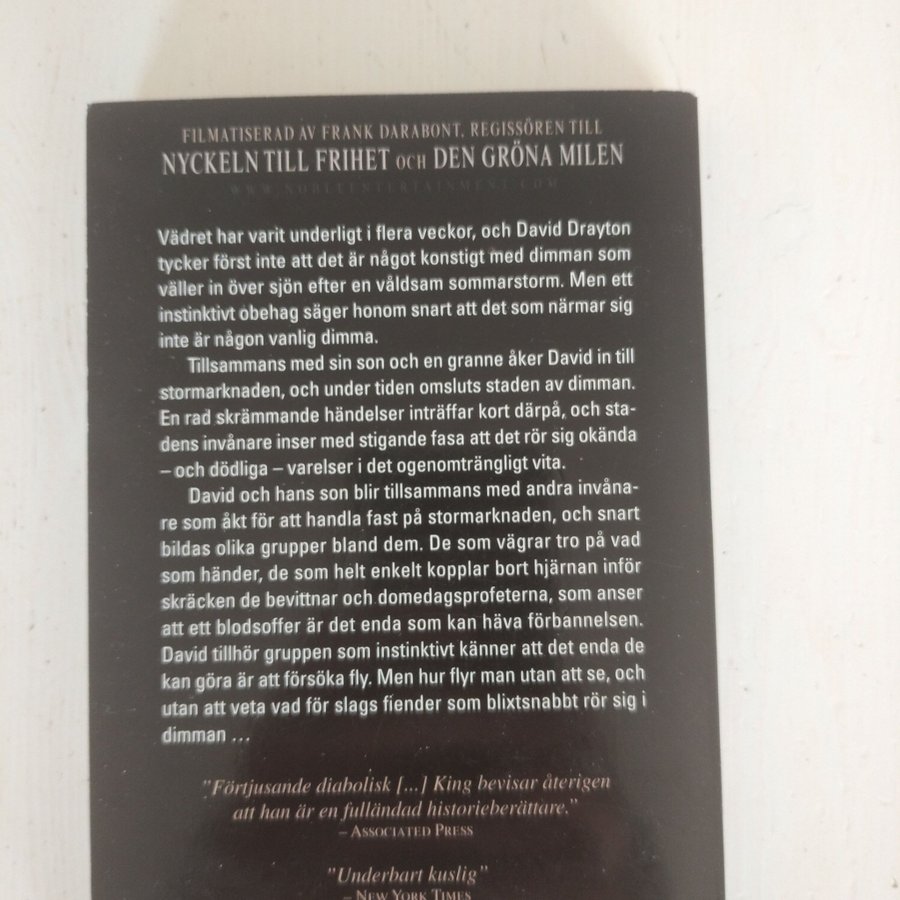 FILMATISERAD AV FRANK DARABONT, REGISSÖREN TILL
NYCKELN TILL FRIHET OCH DEN GRÖNA MILEN
WWW.NOBLEENTERTAINMENT.COM
Vädret har varit underligt i flera veckor, och David Drayton
tycker först inte att det är något konstigt med dimman som
väller in över sjön efter en våldsam sommarstorm. Men ett
instinktivt obehag säger honom snart att det som närmar sig
inte är någon vanlig dimma.
Tillsammans med sin son och en granne åker David in till
stormarknaden, och under tiden omsluts staden av dimman.
En rad skrämmande händelser inträffar kort därpå, och sta-
dens invånare inser med stigande fasa att det rör sig okända
– och dödliga – varelser i det ogenomträngligt vita.
David och hans son blir tillsammans med andra invåna-
re som åkt för att handla fast på stormarknaden, och snart
bildas olika grupper bland dem. De som vägrar tro på vad
som händer, de som helt enkelt kopplar bort hjärnan inför
skräcken de bevittnar och domedagsprofeterna, som anser
att ett blodsoffer är det enda som kan häva förbannelsen.
David tillhör gruppen som instinktivt känner att det enda de
kan göra är att försöka fly. Men hur flyr man utan att se, och
utan att veta vad för slags fiender som blixtsnabbt rör sig i
dimman …
”Förtjusande diabolisk [...] King bevisar återigen
att han är en fulländad historieberättare.”
– ASSOCIATED PRESS
”Underbart kuslig”
– NEW YORK TIMES